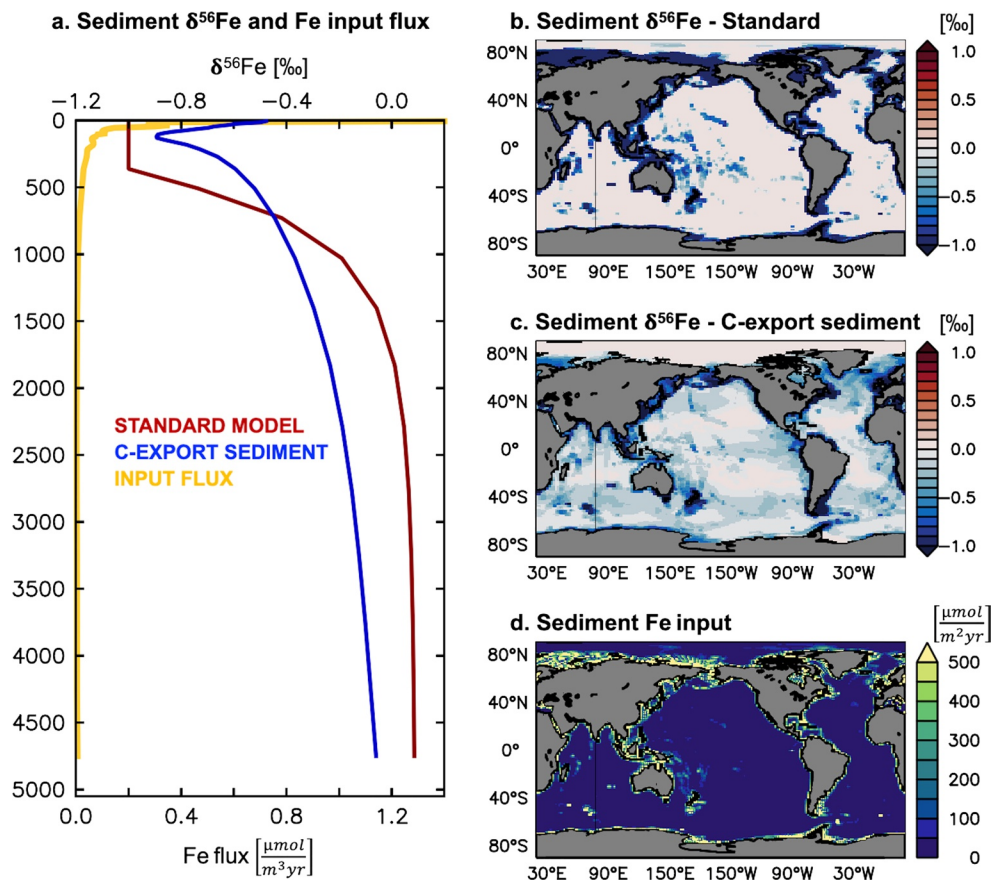 a. Sediment δ⁵⁶Fe and Fe input flux
δ⁵⁶Fe [‰]
−1.2 −0.8 −0.4 0.0
0
500
1000
1500
2000
2500
3000
3500
4000
4500
5000
STANDARD MODEL
C-EXPORT SEDIMENT
INPUT FLUX
0.0 0.4 0.8 1.2
Fe flux [μmol/m³yr]
b. Sediment δ⁵⁶Fe - Standard [‰]
80°N
40°N
0°
40°S
80°S
30°E 90°E 150°E 150°W 90°W 30°W
1.0
0.5
0.0
−0.5
−1.0
c. Sediment δ⁵⁶Fe - C-export sediment [‰]
80°N
40°N
0°
40°S
80°S
30°E 90°E 150°E 150°W 90°W 30°W
1.0
0.5
0.0
−0.5
−1.0
d. Sediment Fe input [μmol/m²yr]
80°N
40°N
0°
40°S
80°S
30°E 90°E 150°E 150°W 90°W 30°W
500
400
300
200
100
0